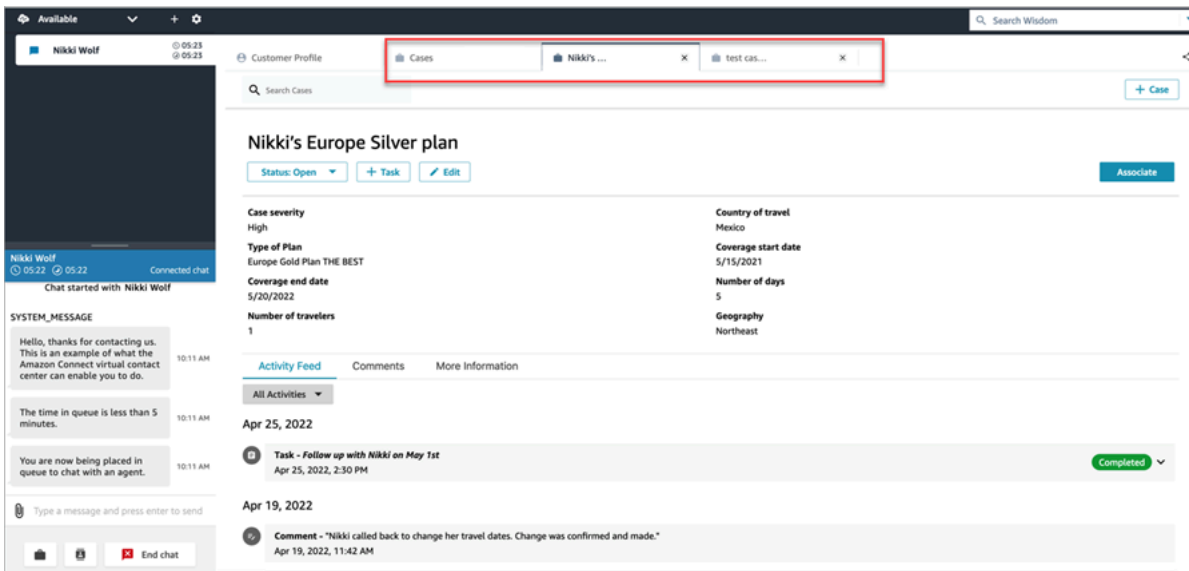 Available
Search Wisdom
Nikki Wolf
05:23
05:23
Customer Profile
Cases
Nikki's ...
test cas...
Search Cases
+ Case
Nikki's Europe Silver plan
Status: Open
+ Task
Edit
Associate
Case severity
High
Country of travel
Mexico
Type of Plan
Europe Gold Plan THE BEST
Coverage start date
5/15/2021
Coverage end date
5/20/2022
Number of days
5
Number of travelers
1
Geography
Northeast
Nikki Wolf
05:22 05:22
Connected chat
Chat started with Nikki Wolf
SYSTEM_MESSAGE
Hello, thanks for contacting us.
This is an example of what the
Amazon Connect virtual contact
center can enable you to do.
10:11 AM
The time in queue is less than 5
minutes.
10:11 AM
You are now being placed in
queue to chat with an agent.
10:11 AM
Type a message and press enter to send
End chat
Activity Feed
Comments
More Information
All Activities
Apr 25, 2022
Task - Follow up with Nikki on May 1st
Apr 25, 2022, 2:30 PM
Completed
Apr 19, 2022
Comment - "Nikki called back to change her travel dates. Change was confirmed and made."
Apr 19, 2022, 11:42 AM